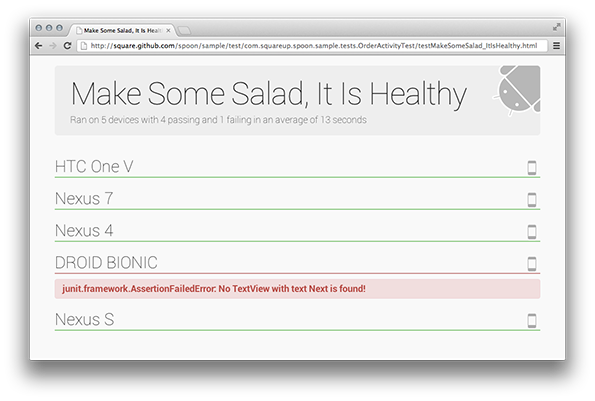 Make Some Salad, It Is Health
http://square.github.com/spoon/sample/test/com.squareup.spoon.sample.tests.OrderActivityTest/testMakeSomeSalad_ItIsHealthy.html
Make Some Salad, It Is Healthy
Ran on 5 devices with 4 passing and 1 failing in an average of 13 seconds
HTC One V
Nexus 7
Nexus 4
DROID BIONIC
junit.framework.AssertionFailedError: No TextView with text Next is found!
Nexus S